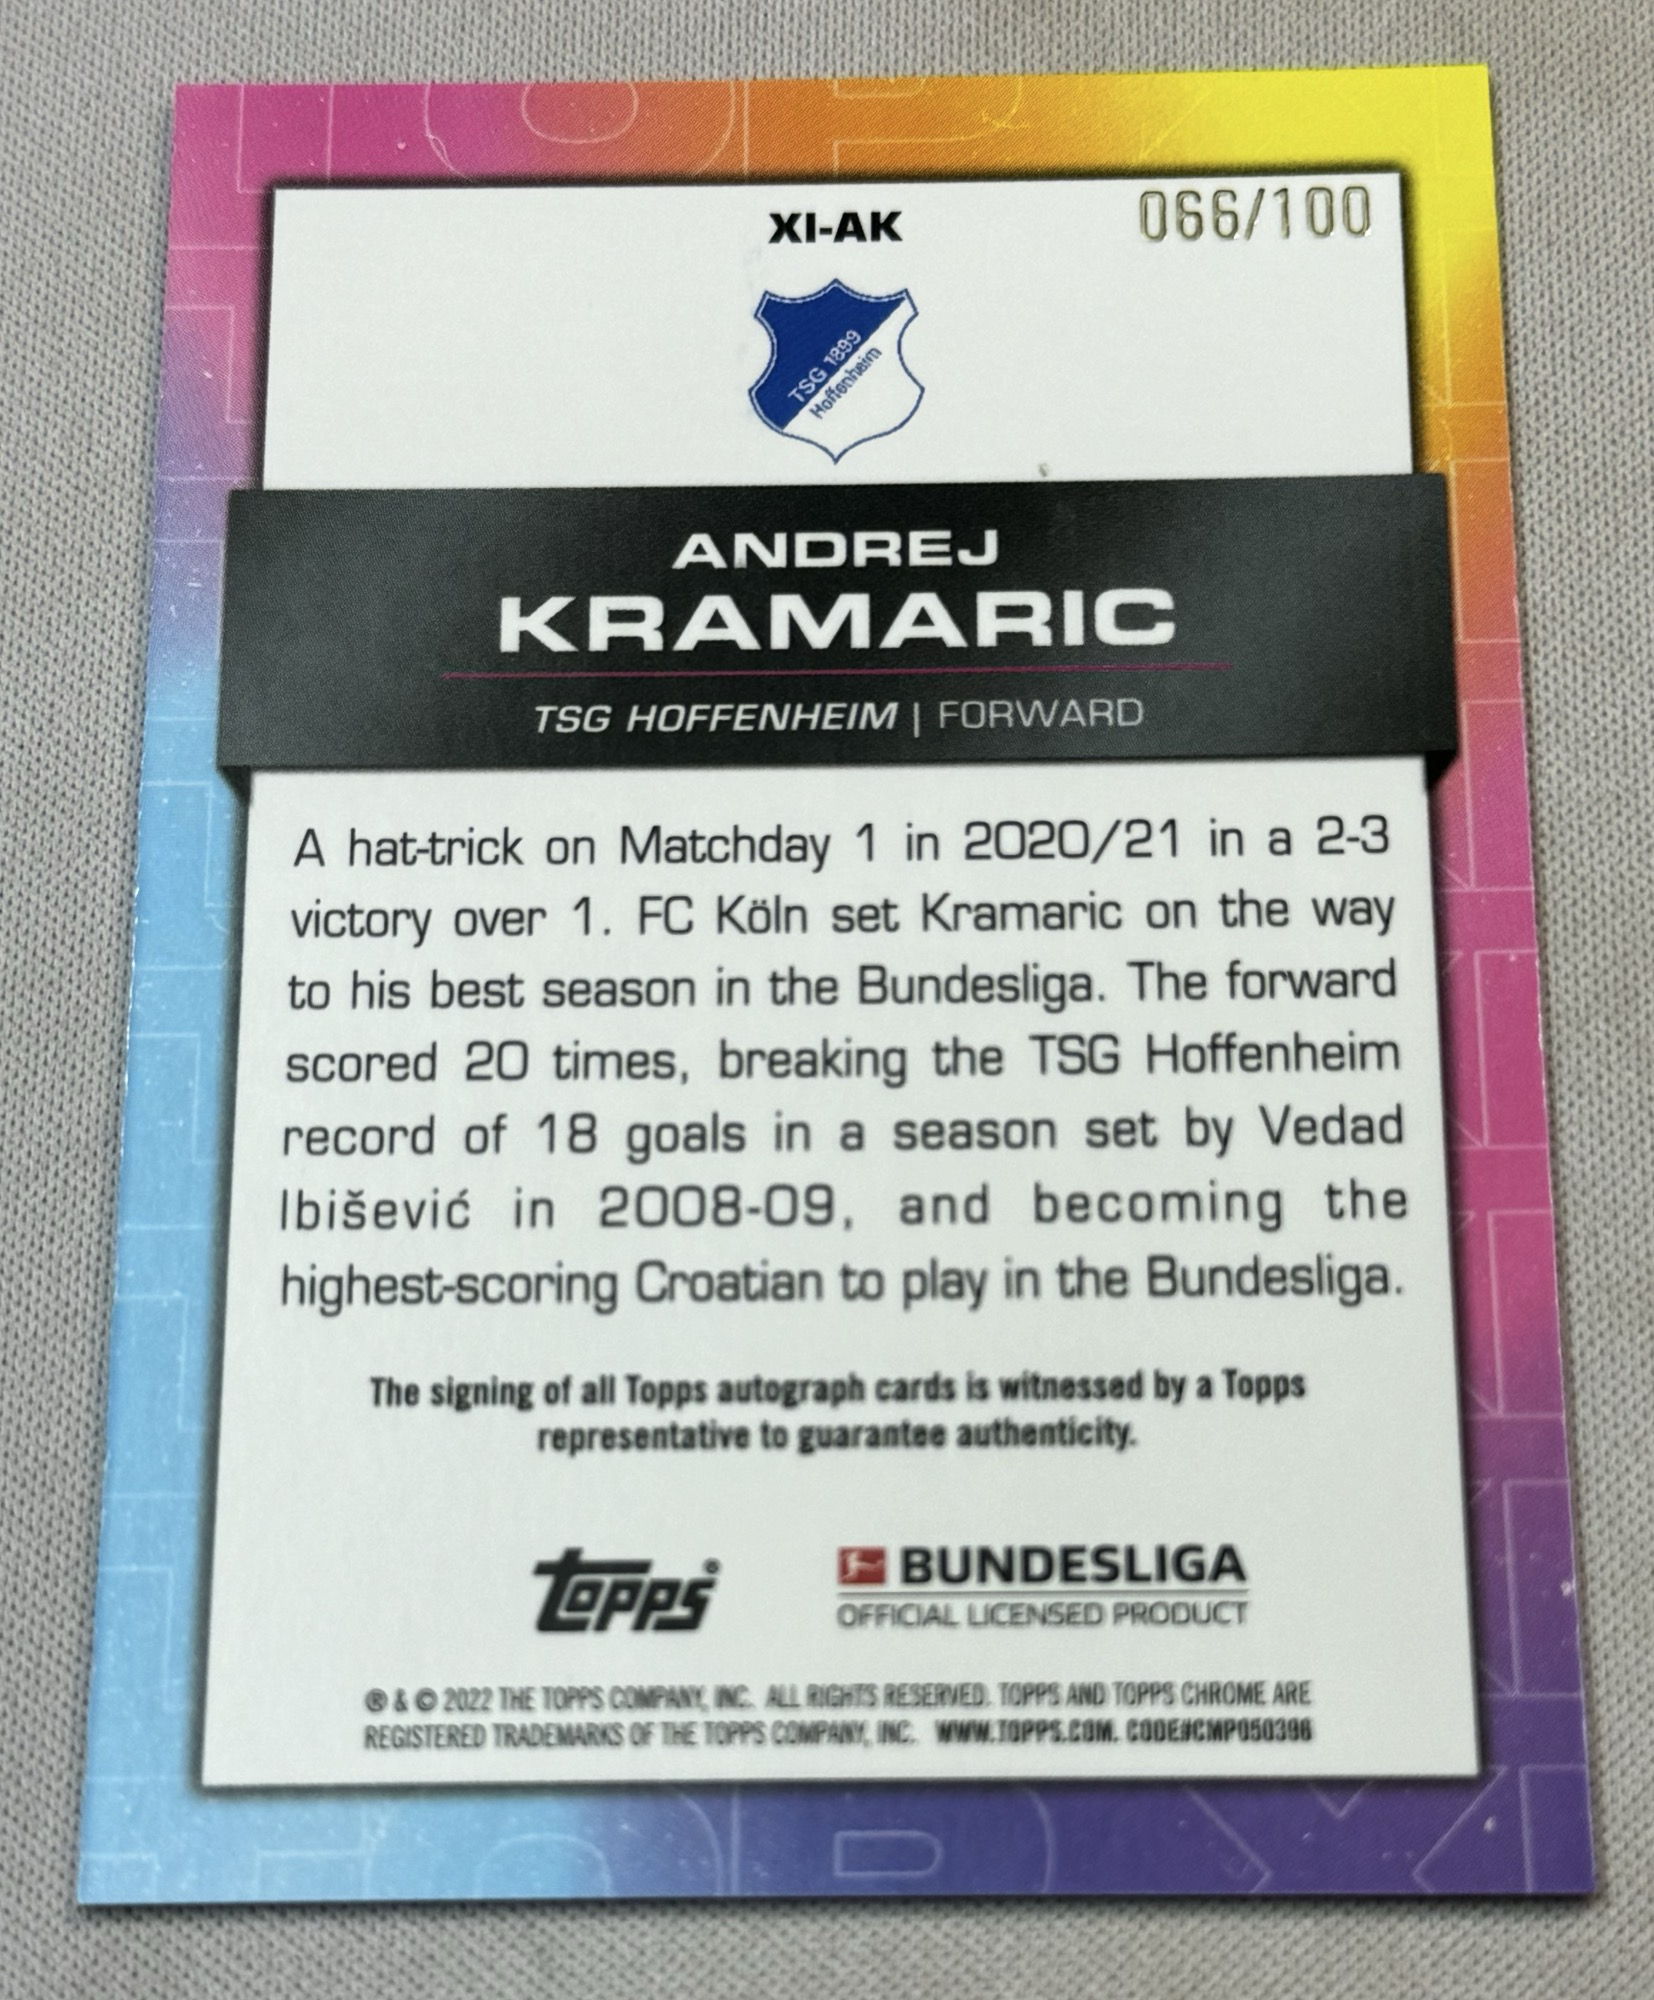 XI-AK
066/100
TSG 1899
Hoffenheim
ANDREJ
KRAMARIC
TSG HOFFENHEIM | FORWARD
A hat-trick on Matchday 1 in 2020/21 in a 2-3
victory over 1. FC Köln set Kramaric on the way
to his best season in the Bundesliga. The forward
scored 20 times, breaking the TSG Hoffenheim
record of 18 goals in a season set by Vedad
Ibišević in 2008-09, and becoming the
highest-scoring Croatian to play in the Bundesliga.
The signing of all Topps autograph cards is witnessed by a Topps
representative to guarantee authenticity.
Topps®
BUNDESLIGA
OFFICIAL LICENSED PRODUCT
® & © 2022 THE TOPPS COMPANY, INC. ALL RIGHTS RESERVED. TOPPS AND TOPPS CHROME ARE
REGISTERED TRADEMARKS OF THE TOPPS COMPANY, INC. WWW.TOPPS.COM. CODE#CMP050396